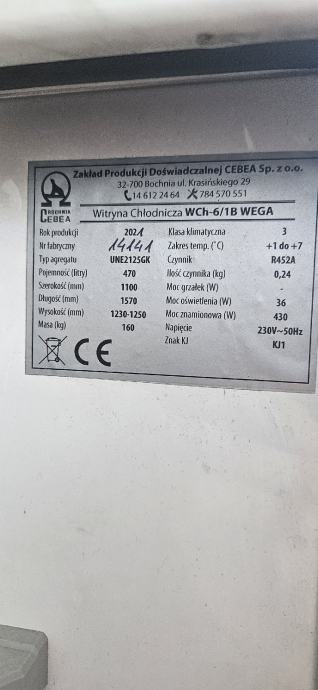 Zakład Produkcji Doświadczalnej CEBEA Sp. z o.o.
32-700 Bochnia ul. Krasińskiego 29
14 612 24 64 784 570 551
BOCHNIA
CEBEA
Witryna Chłodnicza WCh-6/1B WEGA
Rok produkcji 2021 Klasa klimatyczna 3
Nr fabryczny 14141 Zakres temp. (°C) +1 do +7
Typ agregatu UNE2125GK Czynnik R452A
Pojemność (litry) 470 Ilość czynnika (kg) 0,24
Szerokość (mm) 1100 Moc grzałek (W) -
Długość (mm) 1570 Moc oświetlenia (W) 36
Wysokość (mm) 1230-1250 Moc znamionowa (W) 430
Masa (kg) 160 Napięcie 230V~50Hz
Znak KJ KJ1
CE